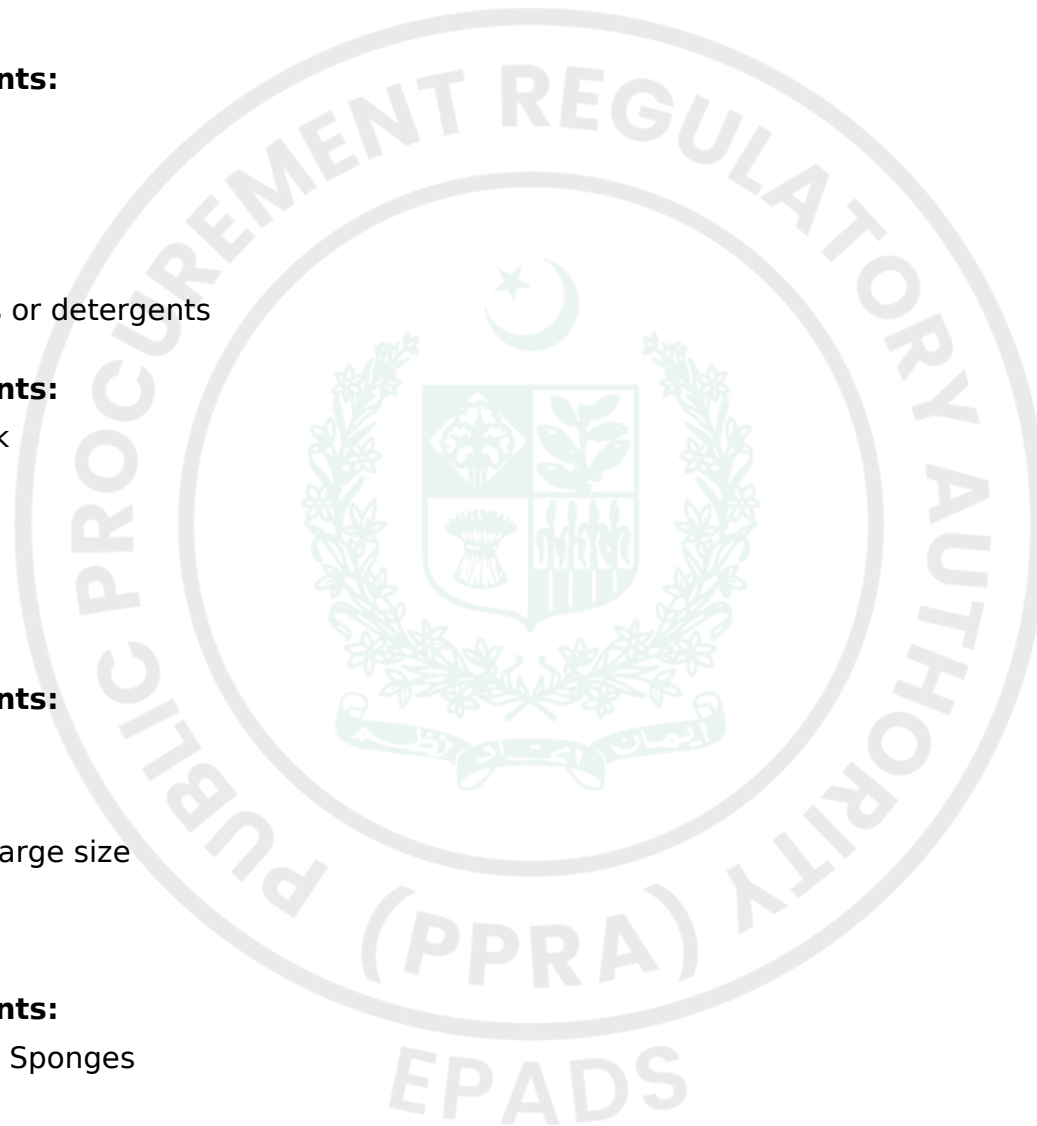 nts:
or detergents
nts:
k
nts:
arge size
nts:
Sponges
PUBLIC PROCUREMENT REGULATORY AUTHORITY
(PPRA)
EPADS